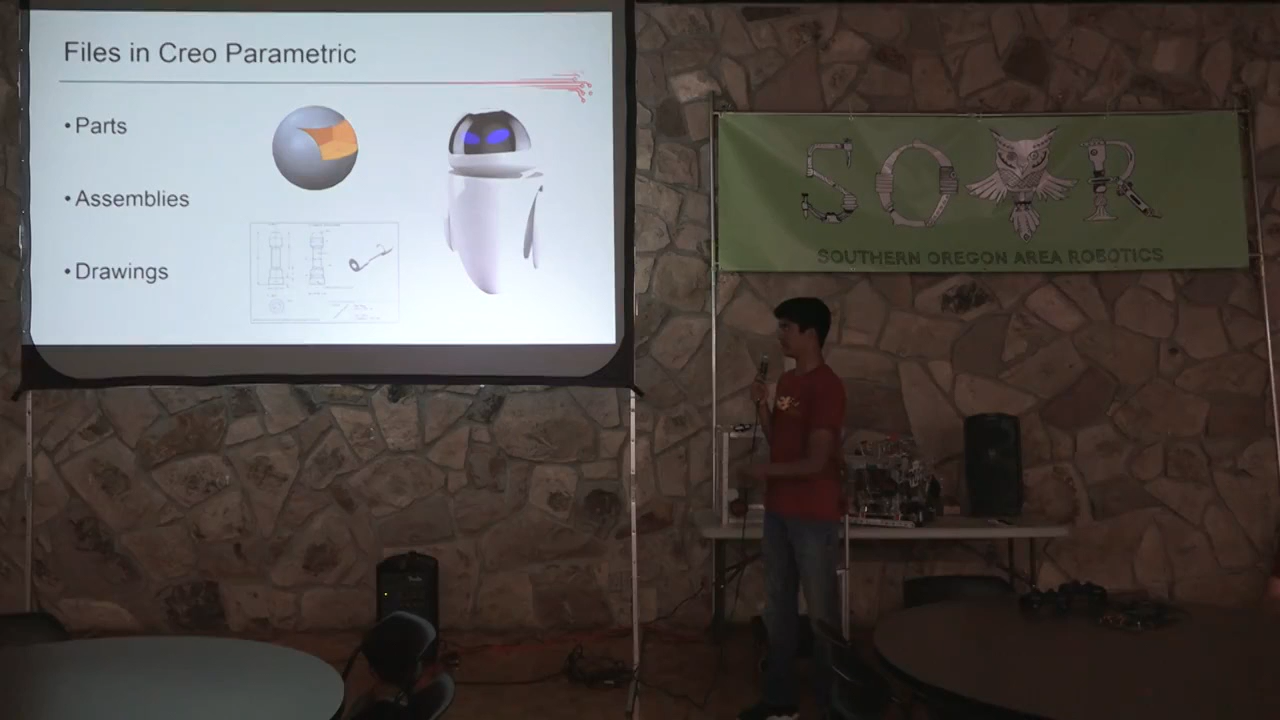 Files in Creo Parametric
• Parts
• Assemblies
• Drawings
SOAR
SOUTHERN OREGON AREA ROBOTICS